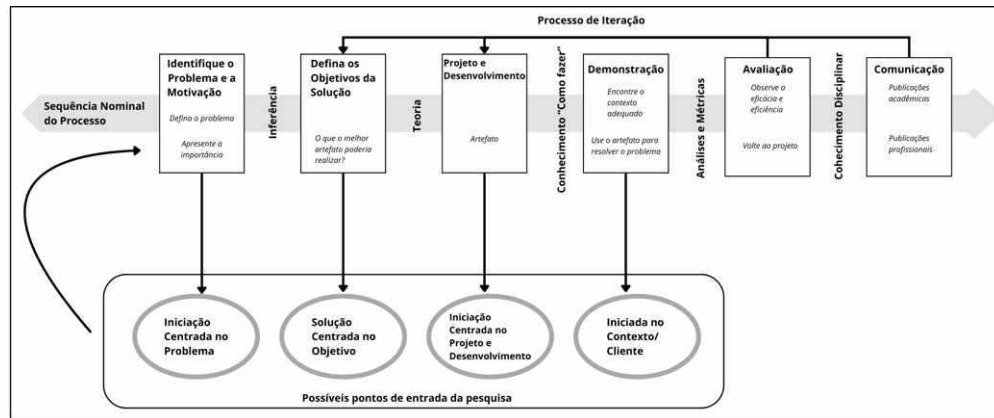 Processo de Iteração
Sequência Nominal
do Processo
Identifique o
Problema e a
Motivação
Defina o problema
Apresente a
importância
Inferência
Defina os
Objetivos da
Solução
O que o melhor
artefato poderia
realizar?
Teoria
Projeto e
Desenvolvimento
Artefato
Conhecimento "Como fazer"
Demonstração
Encontre o
contexto
adequado
Use o artefato para
resolver o problema
Análises e Métricas
Avaliação
Observe a
eficácia e
eficiência
Volte ao projeto
Cohecimento Disciplinar
Comunicação
Publicações
acadêmicas
Publicações
profissionais
Iniciação
Centrada no
Problema
Solução
Centrada no
Objetivo
Iniciação
Centrada no
Projeto e
Desenvolvimento
Iniciada no
Contexto/
Cliente
Possíveis pontos de entrada da pesquisa